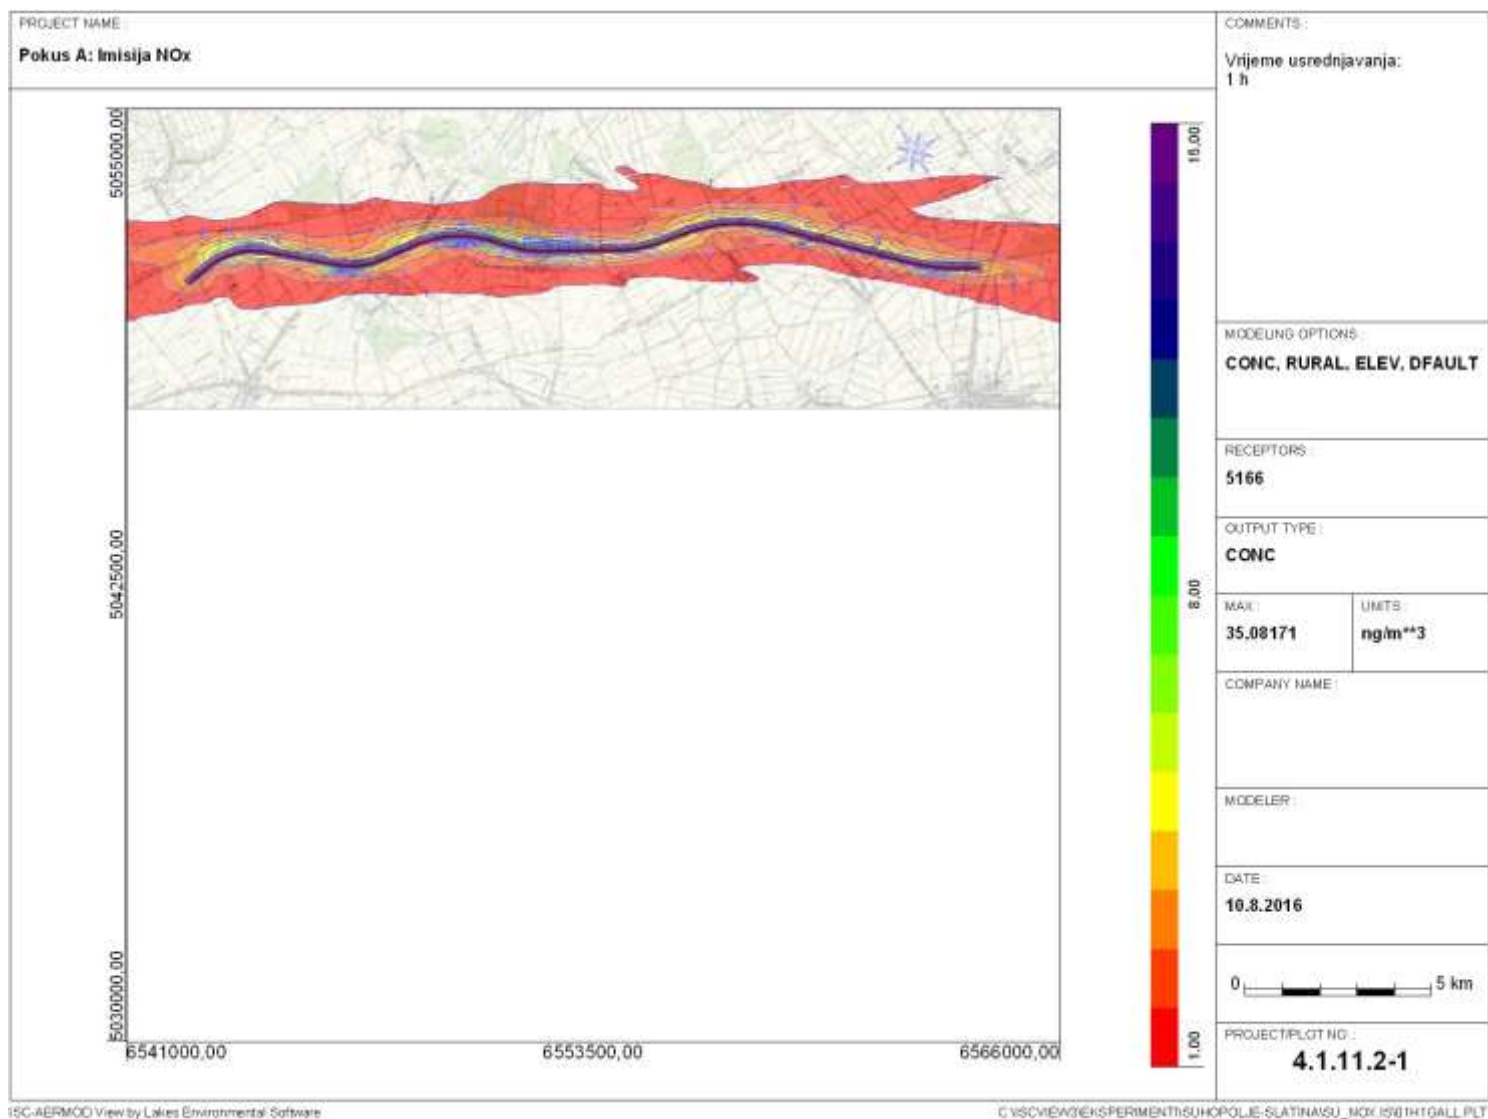 PROJECT NAME :
Pokus A: Imisija NOx
COMMENTS :
Vrijeme usrednjavanja:
1 h
5055000,00
5042500,00
5030000,00
6541000,00
6553500,00
6566000,00
8,00
1,00
MODELING OPTIONS :
CONC, RURAL, ELEV, DFAULT
RECEPTORS :
5166
OUTPUT TYPE :
CONC
MAX :
35.08171
UNITS :
ng/m**3
COMPANY NAME :
MODELER :
DATE :
10.8.2016
0
5 km
PROJECT/PLOT NO :
4.1.11.2-1
ISC-AERMOD View by Lakes Environmental Software